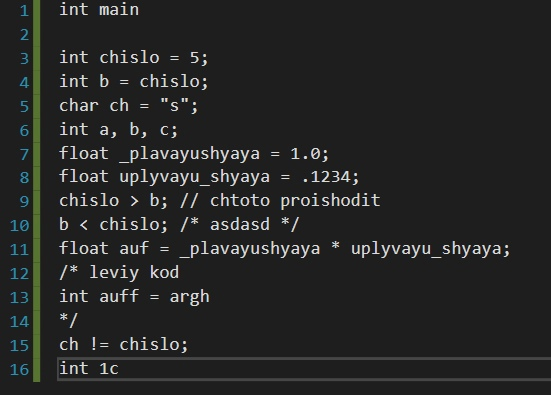 1 int main
2
3 int chislo = 5;
4 int b = chislo;
5 char ch = "s";
6 int a, b, c;
7 float _plavayushyaya = 1.0;
8 float uplyvayu_shyaya = .1234;
9 chislo > b; // chtoto proishodit
10 b < chislo; /* asdasd */
11 float auf = _plavayushyaya * uplyvayu_shyaya;
12 /* leviy kod
13 int auff = argh
14 */
15 ch != chislo;
16 int 1c